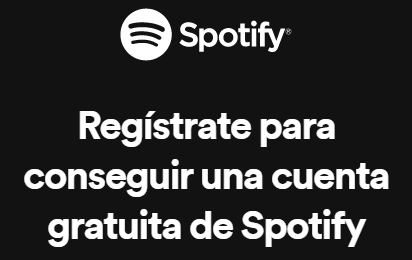 Spotify®
Regístrate para
conseguir una cuenta
gratuita de Spotify